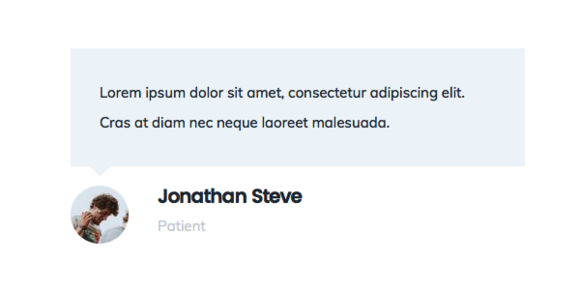 Lorem ipsum dolor sit amet, consectetur adipiscing elit.
Cras at diam nec neque laoreet malesuada.
Jonathan Steve
Patient